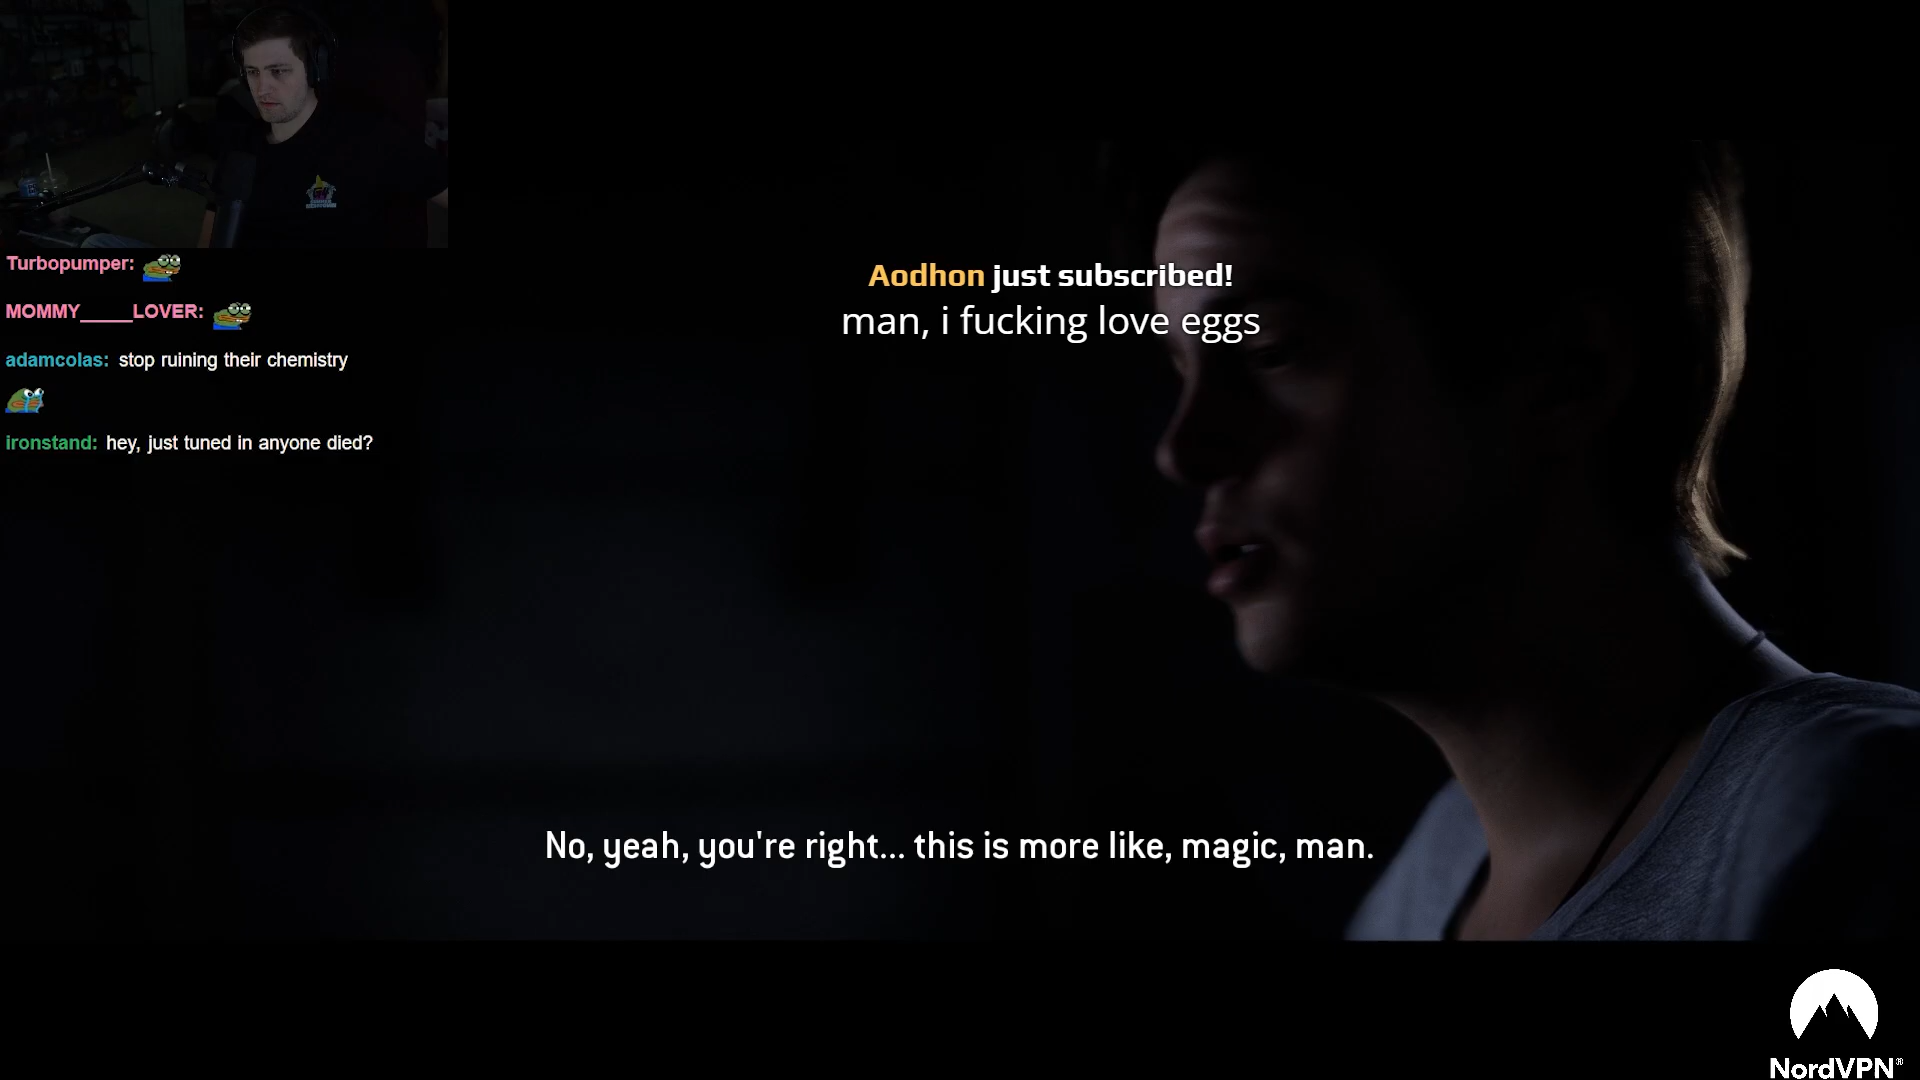 Turbopumper:
MOMMY_____LOVER:
adamcolas: stop ruining their chemistry
ironstand: hey, just tuned in anyone died?
Aodhon just subscribed!
man, i fucking love eggs
No, yeah, you're right... this is more like, magic, man.
NordVPN®